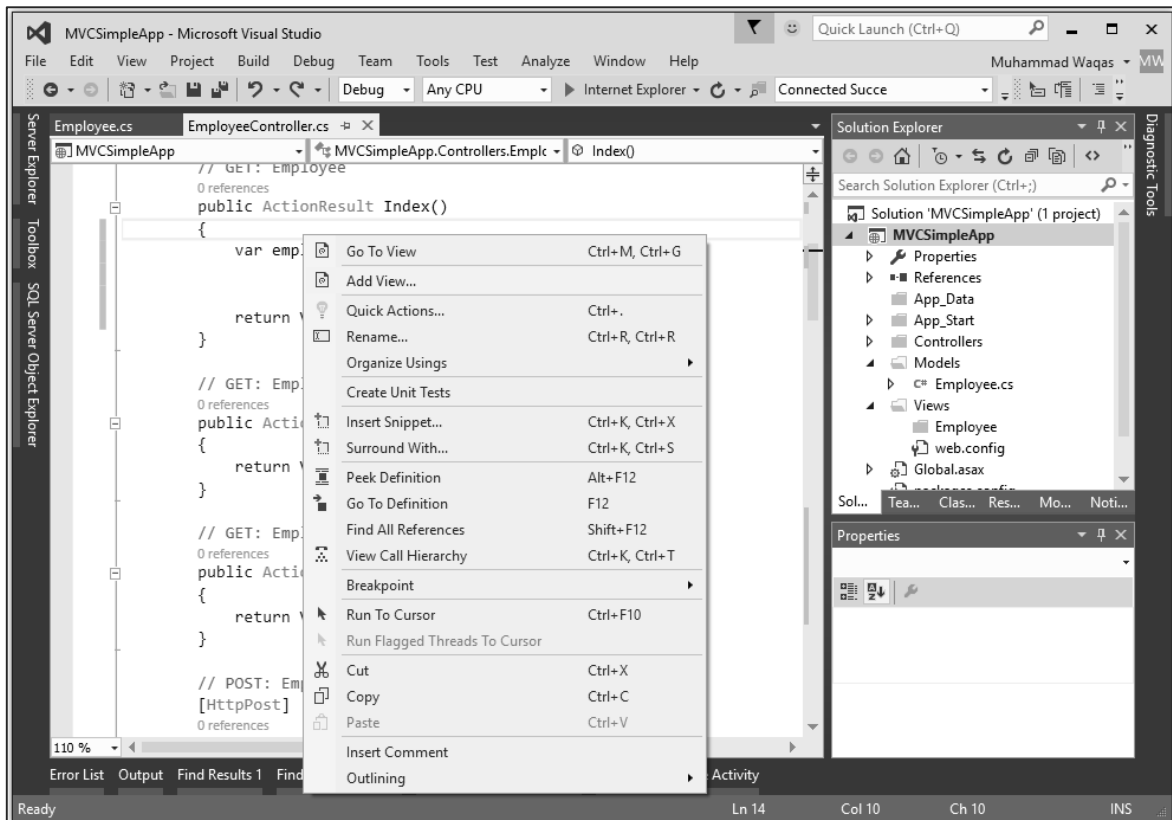 MVCSimpleApp - Microsoft Visual Studio
Quick Launch (Ctrl+Q)
File Edit View Project Build Debug Team Tools Test Analyze Window Help
Muhammad Waqas MW
Debug Any CPU Internet Explorer Connected Succe
Server Explorer
Toolbox
SQL Server Object Explorer
Employee.cs EmployeeController.cs
MVCSimpleApp MVCSimpleApp.Controllers.Emplc Index()
// GET: Employee
0 references
public ActionResult Index()
{
var emp
return
}
// GET: Emp
0 references
public Acti
{
return
}
// GET: Emp
0 references
public Acti
{
return
}
// POST: Em
[HttpPost]
0 references
110 %
Go To View Ctrl+M, Ctrl+G
Add View...
Quick Actions... Ctrl+.
Rename... Ctrl+R, Ctrl+R
Organize Usings
Create Unit Tests
Insert Snippet... Ctrl+K, Ctrl+X
Surround With... Ctrl+K, Ctrl+S
Peek Definition Alt+F12
Go To Definition F12
Find All References Shift+F12
View Call Hierarchy Ctrl+K, Ctrl+T
Breakpoint
Run To Cursor Ctrl+F10
Run Flagged Threads To Cursor
Cut Ctrl+X
Copy Ctrl+C
Paste Ctrl+V
Insert Comment
Outlining
Solution Explorer
Search Solution Explorer (Ctrl+;)
Solution 'MVCSimpleApp' (1 project)
MVCSimpleApp
Properties
References
App_Data
App_Start
Controllers
Models
C# Employee.cs
Views
Employee
web.config
Global.asax
packages.config
Sol... Tea... Clas... Res... Mo... Noti...
Properties
Diagnostic Tools
Error List Output Find Results 1 Find Activity
Ready Ln 14 Col 10 Ch 10 INS